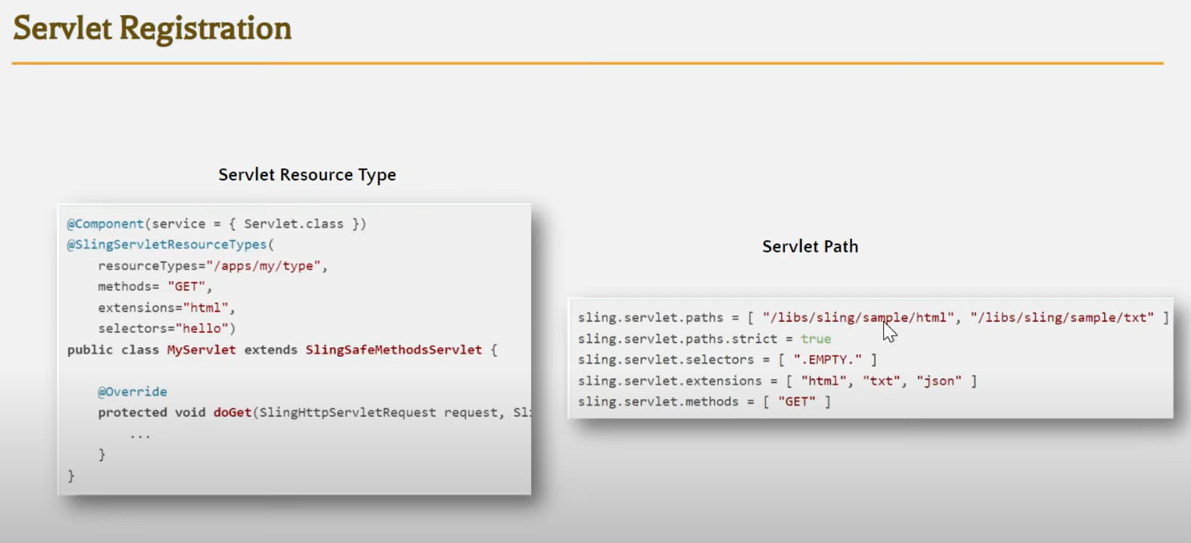 Servlet Registration
Servlet Resource Type
@Component(service = { Servlet.class })
@SlingServletResourceTypes(
    resourceTypes="/apps/my/type",
    methods= "GET",
    extensions="html",
    selectors="hello")
public class MyServlet extends SlingSafeMethodsServlet {
    @Override
    protected void doGet(SlingHttpServletRequest request,
        ...
    }
}
Servlet Path
sling.servlet.paths = [ "/libs/sling/sample/html", "/libs/sling/sample/txt" ]
sling.servlet.paths.strict = true
sling.servlet.selectors = [ ".EMPTY." ]
sling.servlet.extensions = [ "html", "txt", "json" ]
sling.servlet.methods = [ "GET" ]